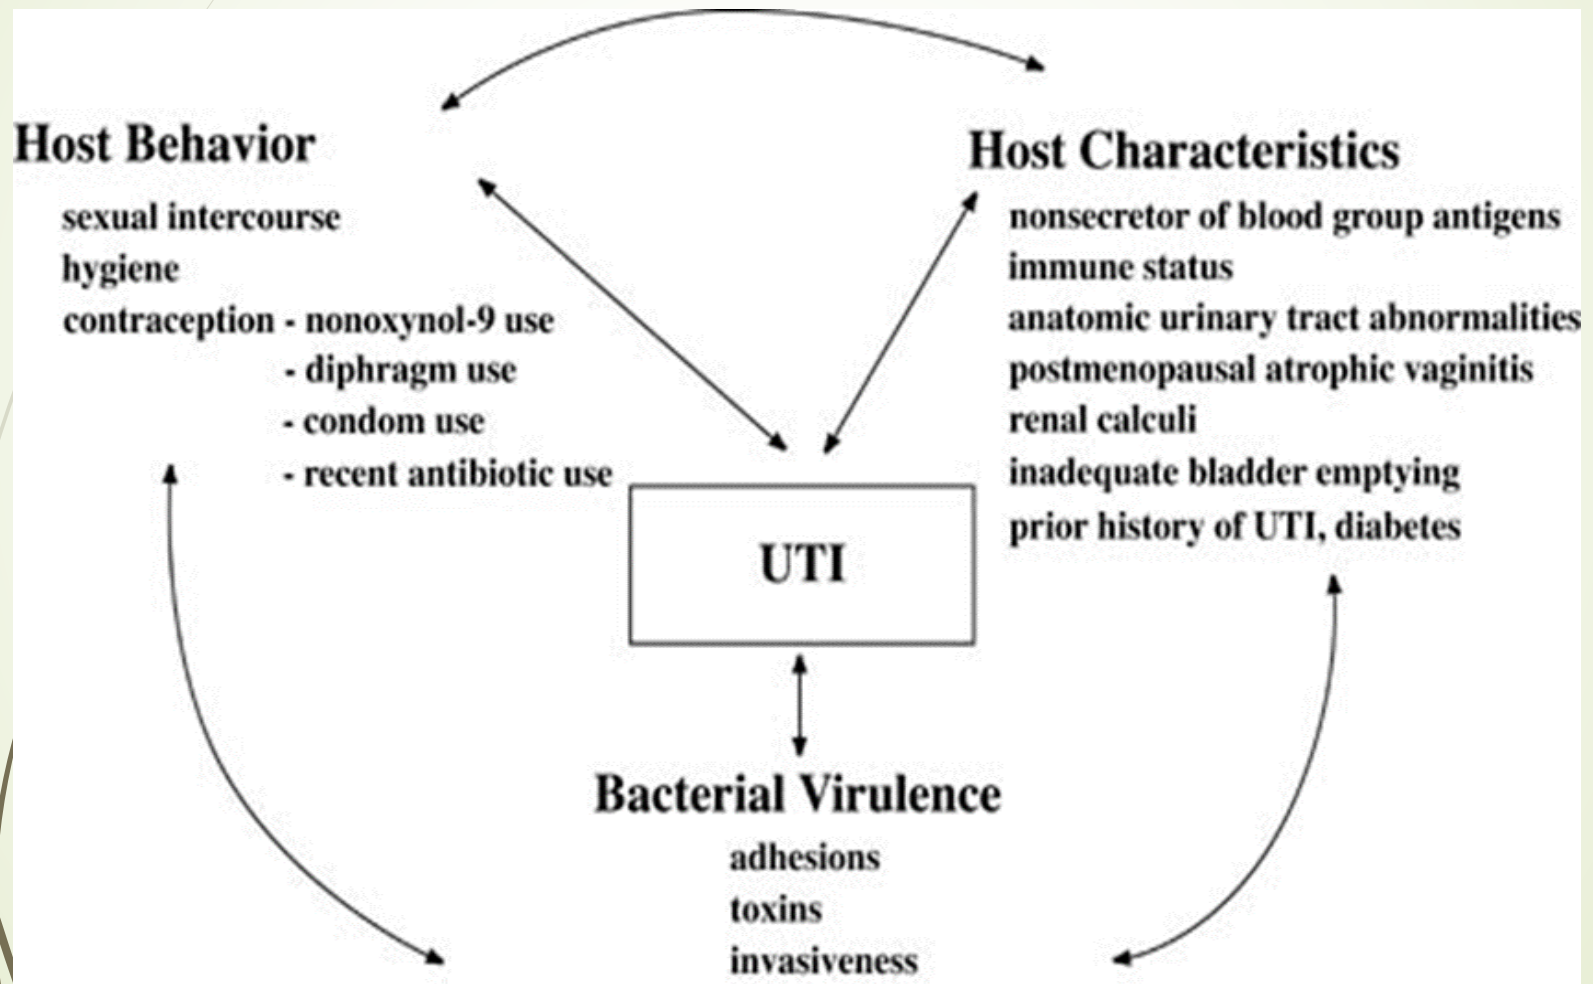 Host Behavior
sexual intercourse
hygiene
contraception - nonoxynol-9 use
- diphragm use
- condom use
- recent antibiotic use
Host Characteristics
nonsecretor of blood group antigens
immune status
anatomic urinary tract abnormalities
postmenopausal atrophic vaginitis
renal calculi
inadequate bladder emptying
prior history of UTI, diabetes
UTI
Bacterial Virulence
adhesions
toxins
invasiveness